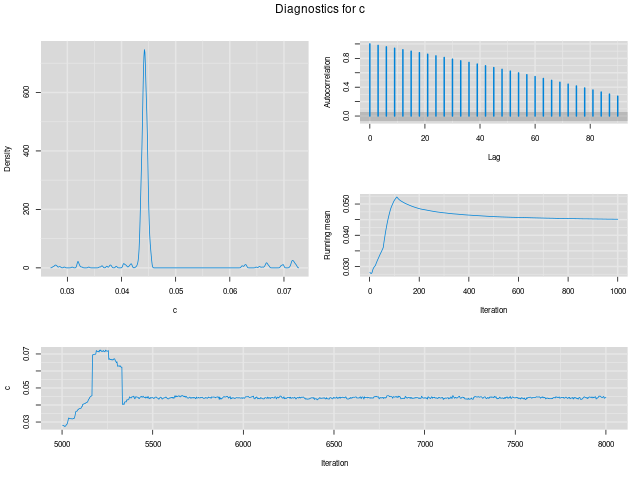 Diagnostics for c
Density
600
400
200
0
0.03 0.04 0.05 0.06 0.07
c
Autocorrelation
0.8
0.4
0.0
0 20 40 60 80
Lag
Running mean
0.050
0.040
0.030
0 200 400 600 800 1000
Iteration
c
0.07
0.05
0.03
5000 5500 6000 6500 7000 7500 8000
Iteration